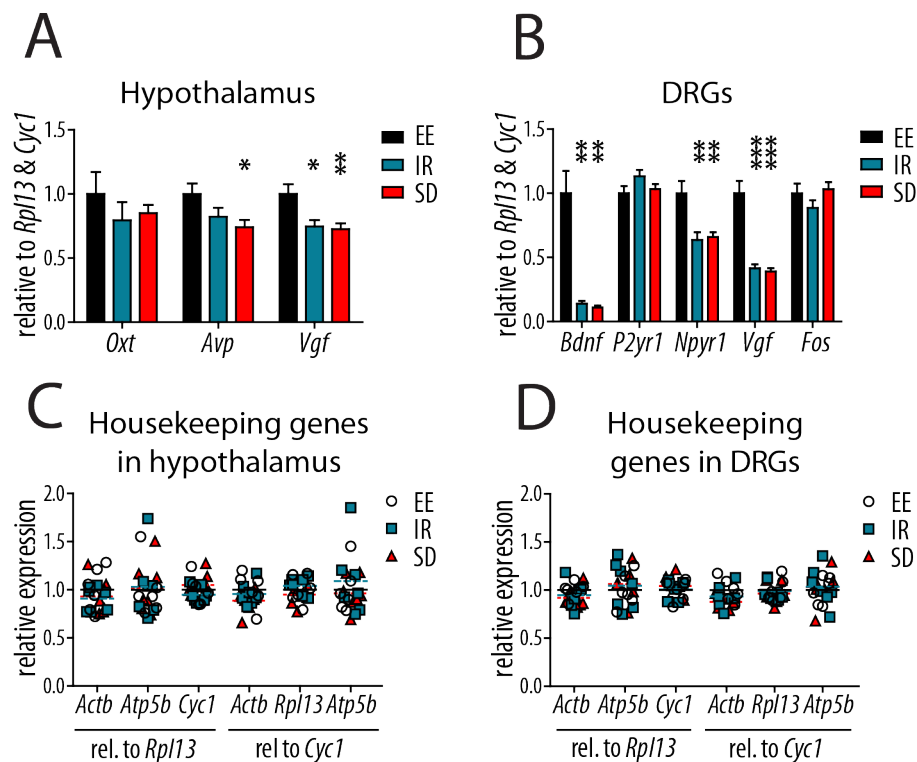 A
Hypothalamus
relative to Rpl13 & Cyc1
1.5
1.0
0.5
0.0
* * **
Oxt Avp Vgf
EE
IR
SD
B
DRGs
relative to Rpl13 & Cyc1
1.5
1.0
0.5
0.0
** ** ** ** *** ***
Bdnf P2yr1 Npyr1 Vgf Fos
EE
IR
SD
C
Housekeeping genes
in hypothalamus
relative expression
2.0
1.5
1.0
0.5
0.0
Actb Atp5b Cyc1 Actb Rpl13 Atp5b
rel. to Rpl13 rel to Cyc1
EE
IR
SD
D
Housekeeping
genes in DRGs
relative expression
2.0
1.5
1.0
0.5
0.0
Actb Atp5b Cyc1 Actb Rpl13 Atp5b
rel. to Rpl13 rel. to Cyc1
EE
IR
SD